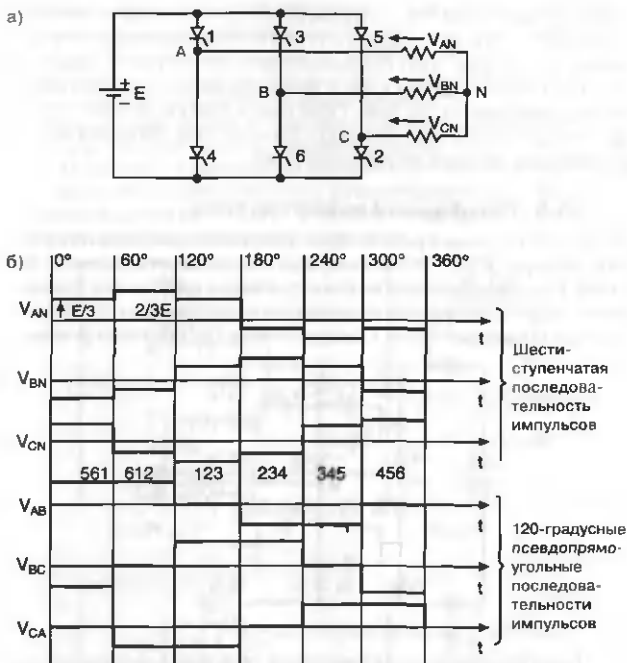 а)
1
3
5
V_AN
A
+
E
−
B
V_BN
N
C
V_CN
4
6
2
б)
0° 60° 120° 180° 240° 300° 360°
V_AN
E/3
2/3E
t
V_BN
t
V_CN
t
Шести-
ступенчатая
последова-
тельность
импульсов
561 612 123 234 345 456
V_AB
t
V_BC
t
V_CA
t
120-градусные
псевдопрямо-
угольные
последова-
тельности
импульсов